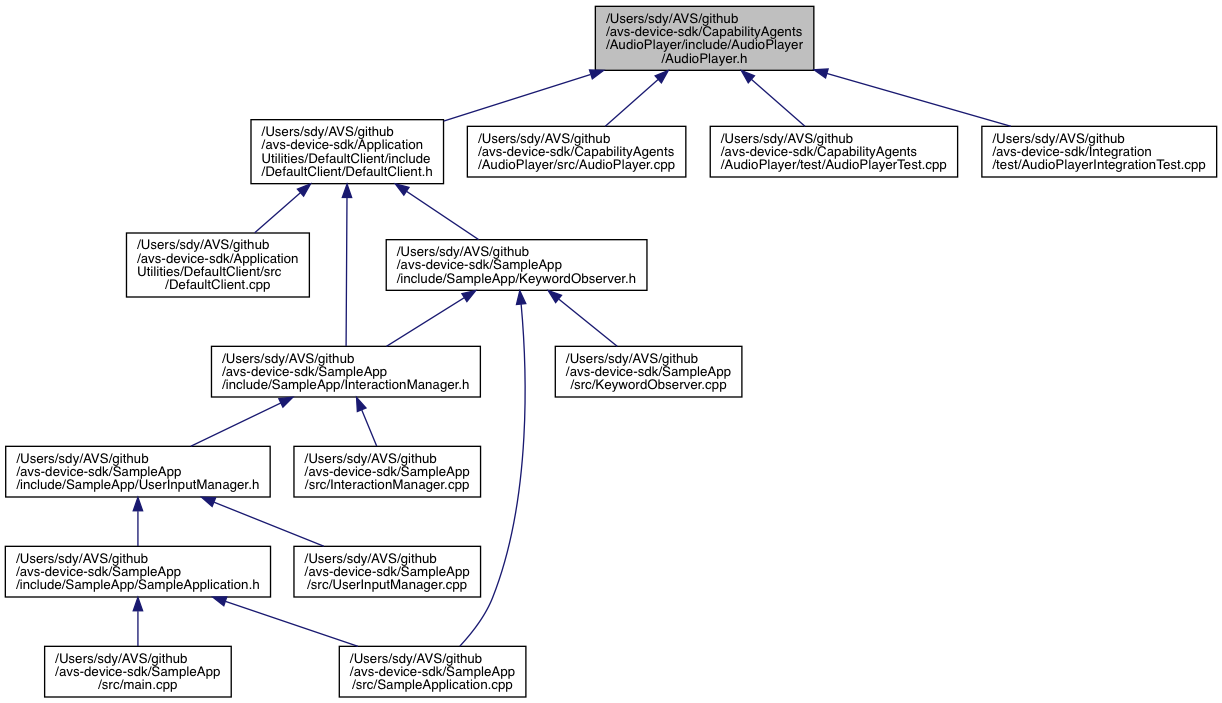 /Users/sdy/AVS/github
/avs-device-sdk/CapabilityAgents
/AudioPlayer/include/AudioPlayer
/AudioPlayer.h
/Users/sdy/AVS/github
/avs-device-sdk/Application
Utilities/DefaultClient/include
/DefaultClient/DefaultClient.h
/Users/sdy/AVS/github
/avs-device-sdk/CapabilityAgents
/AudioPlayer/src/AudioPlayer.cpp
/Users/sdy/AVS/github
/avs-device-sdk/CapabilityAgents
/AudioPlayer/test/AudioPlayerTest.cpp
/Users/sdy/AVS/github
/avs-device-sdk/Integration
/test/AudioPlayerIntegrationTest.cpp
/Users/sdy/AVS/github
/avs-device-sdk/Application
Utilities/DefaultClient/src
/DefaultClient.cpp
/Users/sdy/AVS/github
/avs-device-sdk/SampleApp
/include/SampleApp/KeywordObserver.h
/Users/sdy/AVS/github
/avs-device-sdk/SampleApp
/include/SampleApp/InteractionManager.h
/Users/sdy/AVS/github
/avs-device-sdk/SampleApp
/src/KeywordObserver.cpp
/Users/sdy/AVS/github
/avs-device-sdk/SampleApp
/include/SampleApp/UserInputManager.h
/Users/sdy/AVS/github
/avs-device-sdk/SampleApp
/src/InteractionManager.cpp
/Users/sdy/AVS/github
/avs-device-sdk/SampleApp
/include/SampleApp/SampleApplication.h
/Users/sdy/AVS/github
/avs-device-sdk/SampleApp
/src/UserInputManager.cpp
/Users/sdy/AVS/github
/avs-device-sdk/SampleApp
/src/main.cpp
/Users/sdy/AVS/github
/avs-device-sdk/SampleApp
/src/SampleApplication.cpp